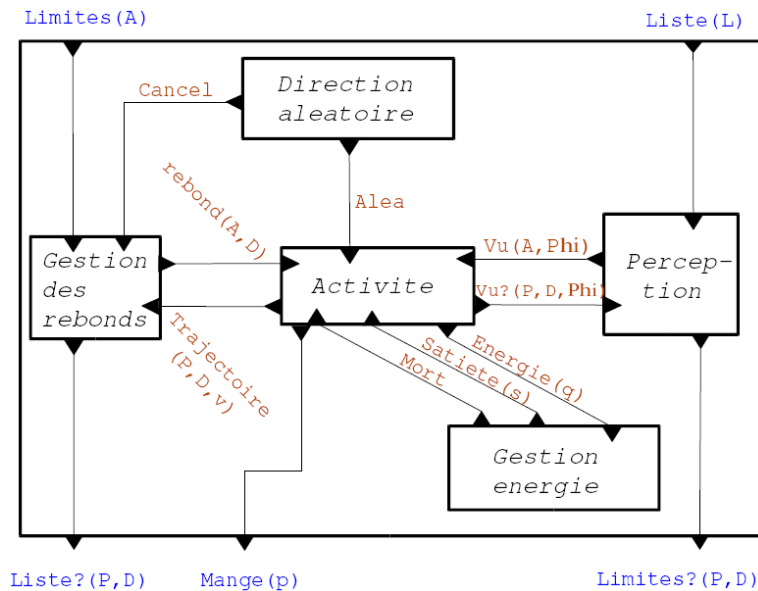 Limites(A)
Liste(L)
Direction
aleatoire
Cancel
rebond(A,D)
Alea
Gestion
des
rebonds
Activite
Vu(A,Phi)
Vu?(P,D,Phi)
Percep-
tion
Trajectoire
(P,D,v)
Mort
Satiete(s)
Energie(q)
Gestion
energie
Liste?(P,D)
Mange(p)
Limites?(P,D)